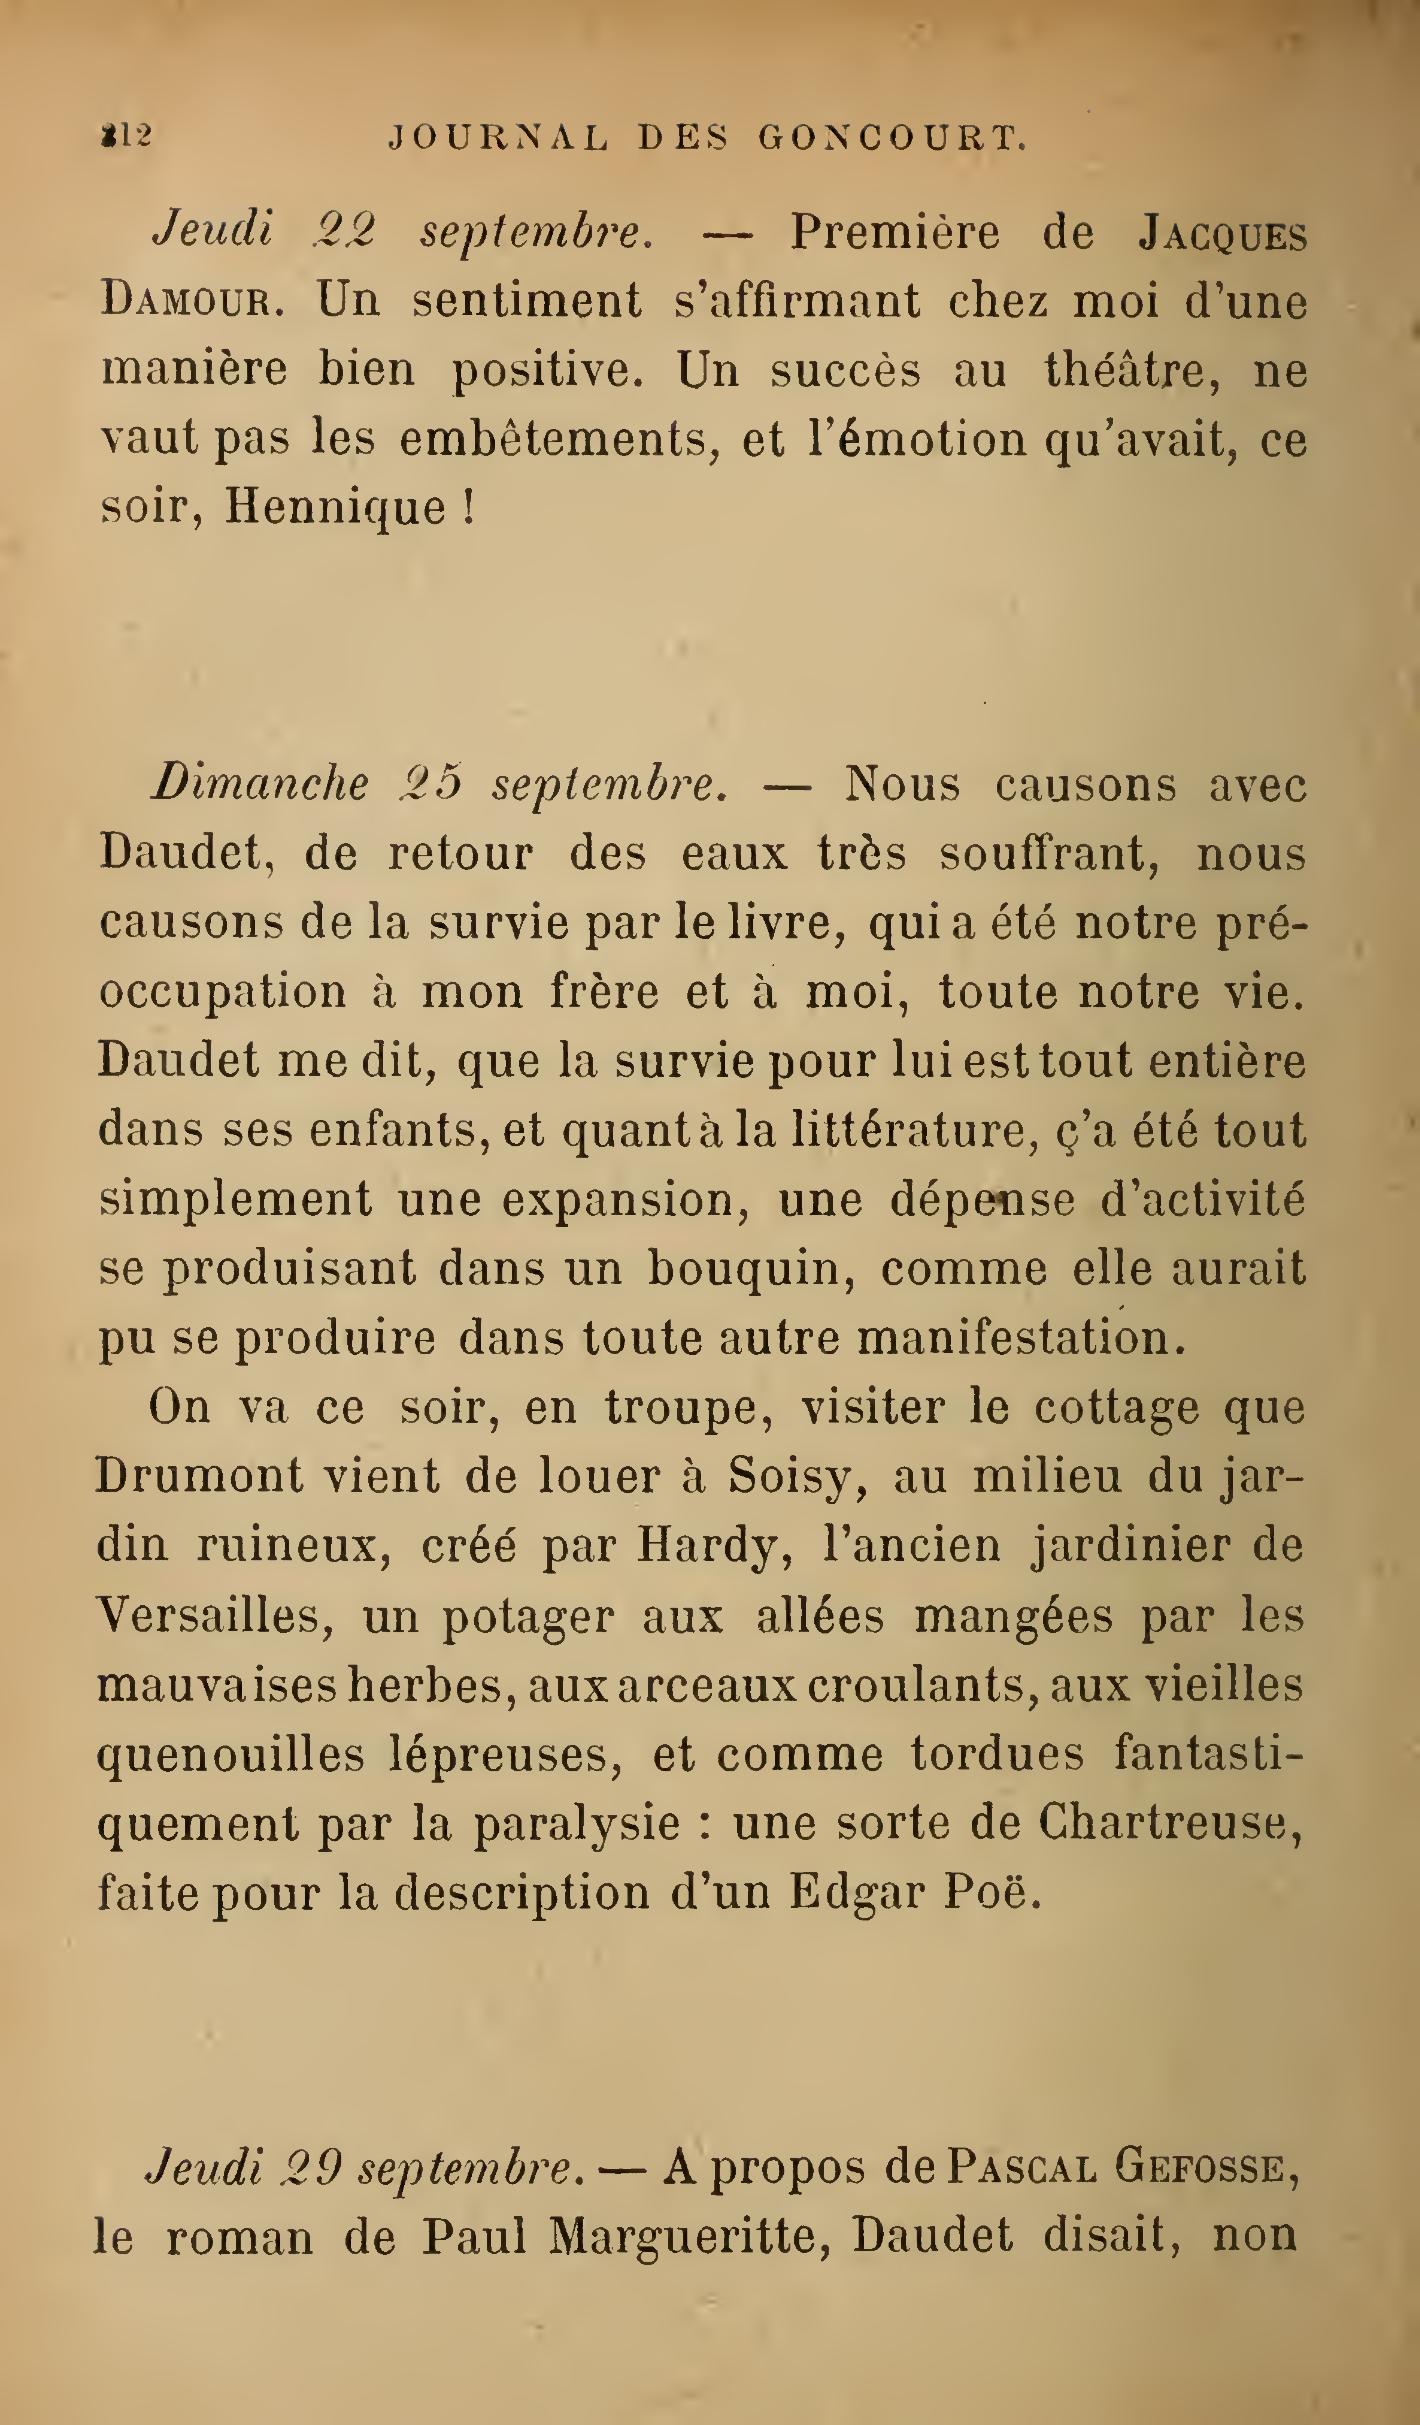 212 JOURNAL DES GONCOURT.
Jeudi 22 septembre. — Première de JACQUES
DAMOUR. Un sentiment s'affirmant chez moi d'une
manière bien positive. Un succès au théâtre, ne
vaut pas les embêtements, et l'émotion qu'avait, ce
soir, Hennique !
Dimanche 25 septembre. — Nous causons avec
Daudet, de retour des eaux très souffrant, nous
causons de la survie par le livre, qui a été notre pré-
occupation à mon frère et à moi, toute notre vie.
Daudet me dit, que la survie pour lui est tout entière
dans ses enfants, et quant à la littérature, ç'a été tout
simplement une expansion, une dépense d'activité
se produisant dans un bouquin, comme elle aurait
pu se produire dans toute autre manifestation.
On va ce soir, en troupe, visiter le cottage que
Drumont vient de louer à Soisy, au milieu du jar-
din ruineux, créé par Hardy, l'ancien jardinier de
Versailles, un potager aux allées mangées par les
mauvaises herbes, aux arceaux croulants, aux vieilles
quenouilles lépreuses, et comme tordues fantasti-
quement par la paralysie : une sorte de Chartreuse,
faite pour la description d'un Edgar Poë.
Jeudi 29 septembre. — A propos de PASCAL GEFOSSE,
le roman de Paul Margueritte, Daudet disait, non